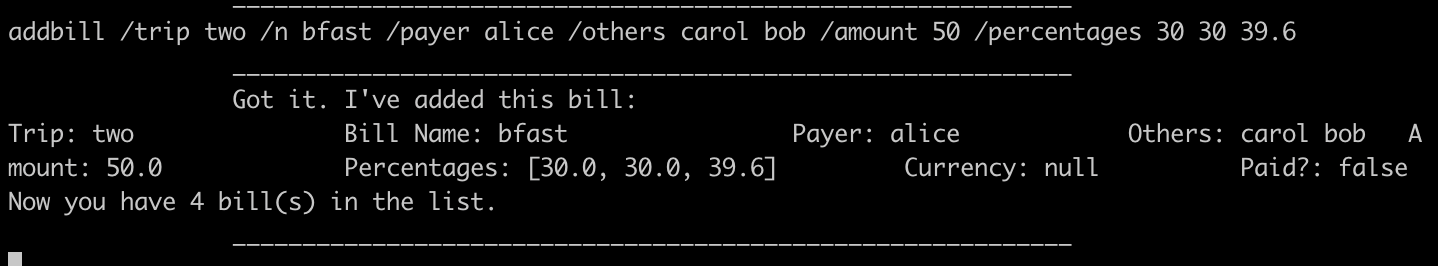 ____________________________________________________________
addbill /trip two /n bfast /payer alice /others carol bob /amount 50 /percentages 30 30 39.6
____________________________________________________________
Got it. I've added this bill:
Trip: two Bill Name: bfast Payer: alice Others: carol bob A
mount: 50.0 Percentages: [30.0, 30.0, 39.6] Currency: null Paid?: false
Now you have 4 bill(s) in the list.
____________________________________________________________